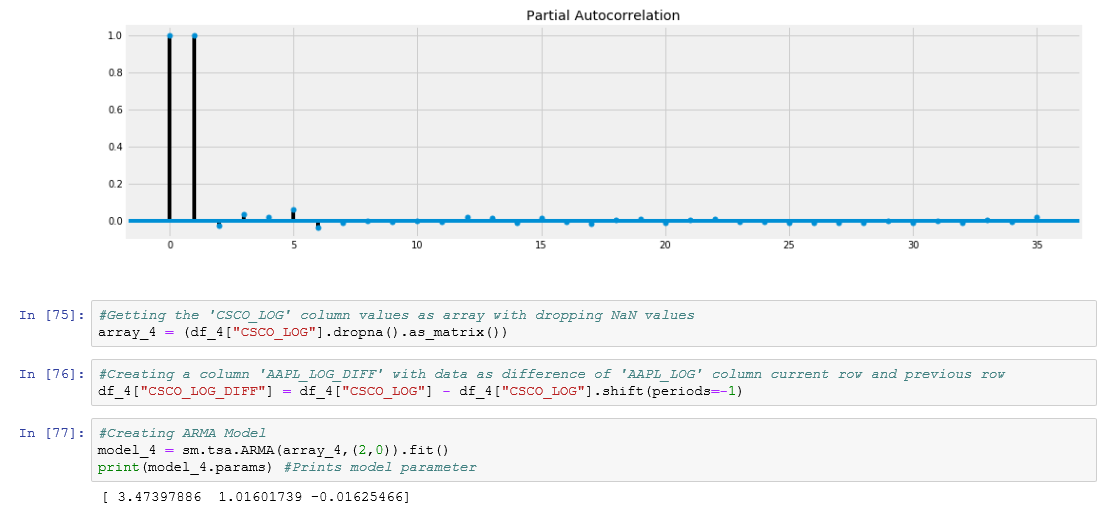 Partial Autocorrelation
1.0
0.8
0.6
0.4
0.2
0.0
0 5 10 15 20 25 30 35
In [75]: #Getting the 'CSCO_LOG' column values as array with dropping NaN values
array_4 = (df_4["CSCO_LOG"].dropna().as_matrix())
In [76]: #Creating a column 'AAPL_LOG_DIFF' with data as difference of 'AAPL_LOG' column current row and previous row
df_4["CSCO_LOG_DIFF"] = df_4["CSCO_LOG"] - df_4["CSCO_LOG"].shift(periods=-1)
In [77]: #Creating ARMA Model
model_4 = sm.tsa.ARMA(array_4,(2,0)).fit()
print(model_4.params) #Prints model parameter
[ 3.47397886  1.01601739 -0.01625466]